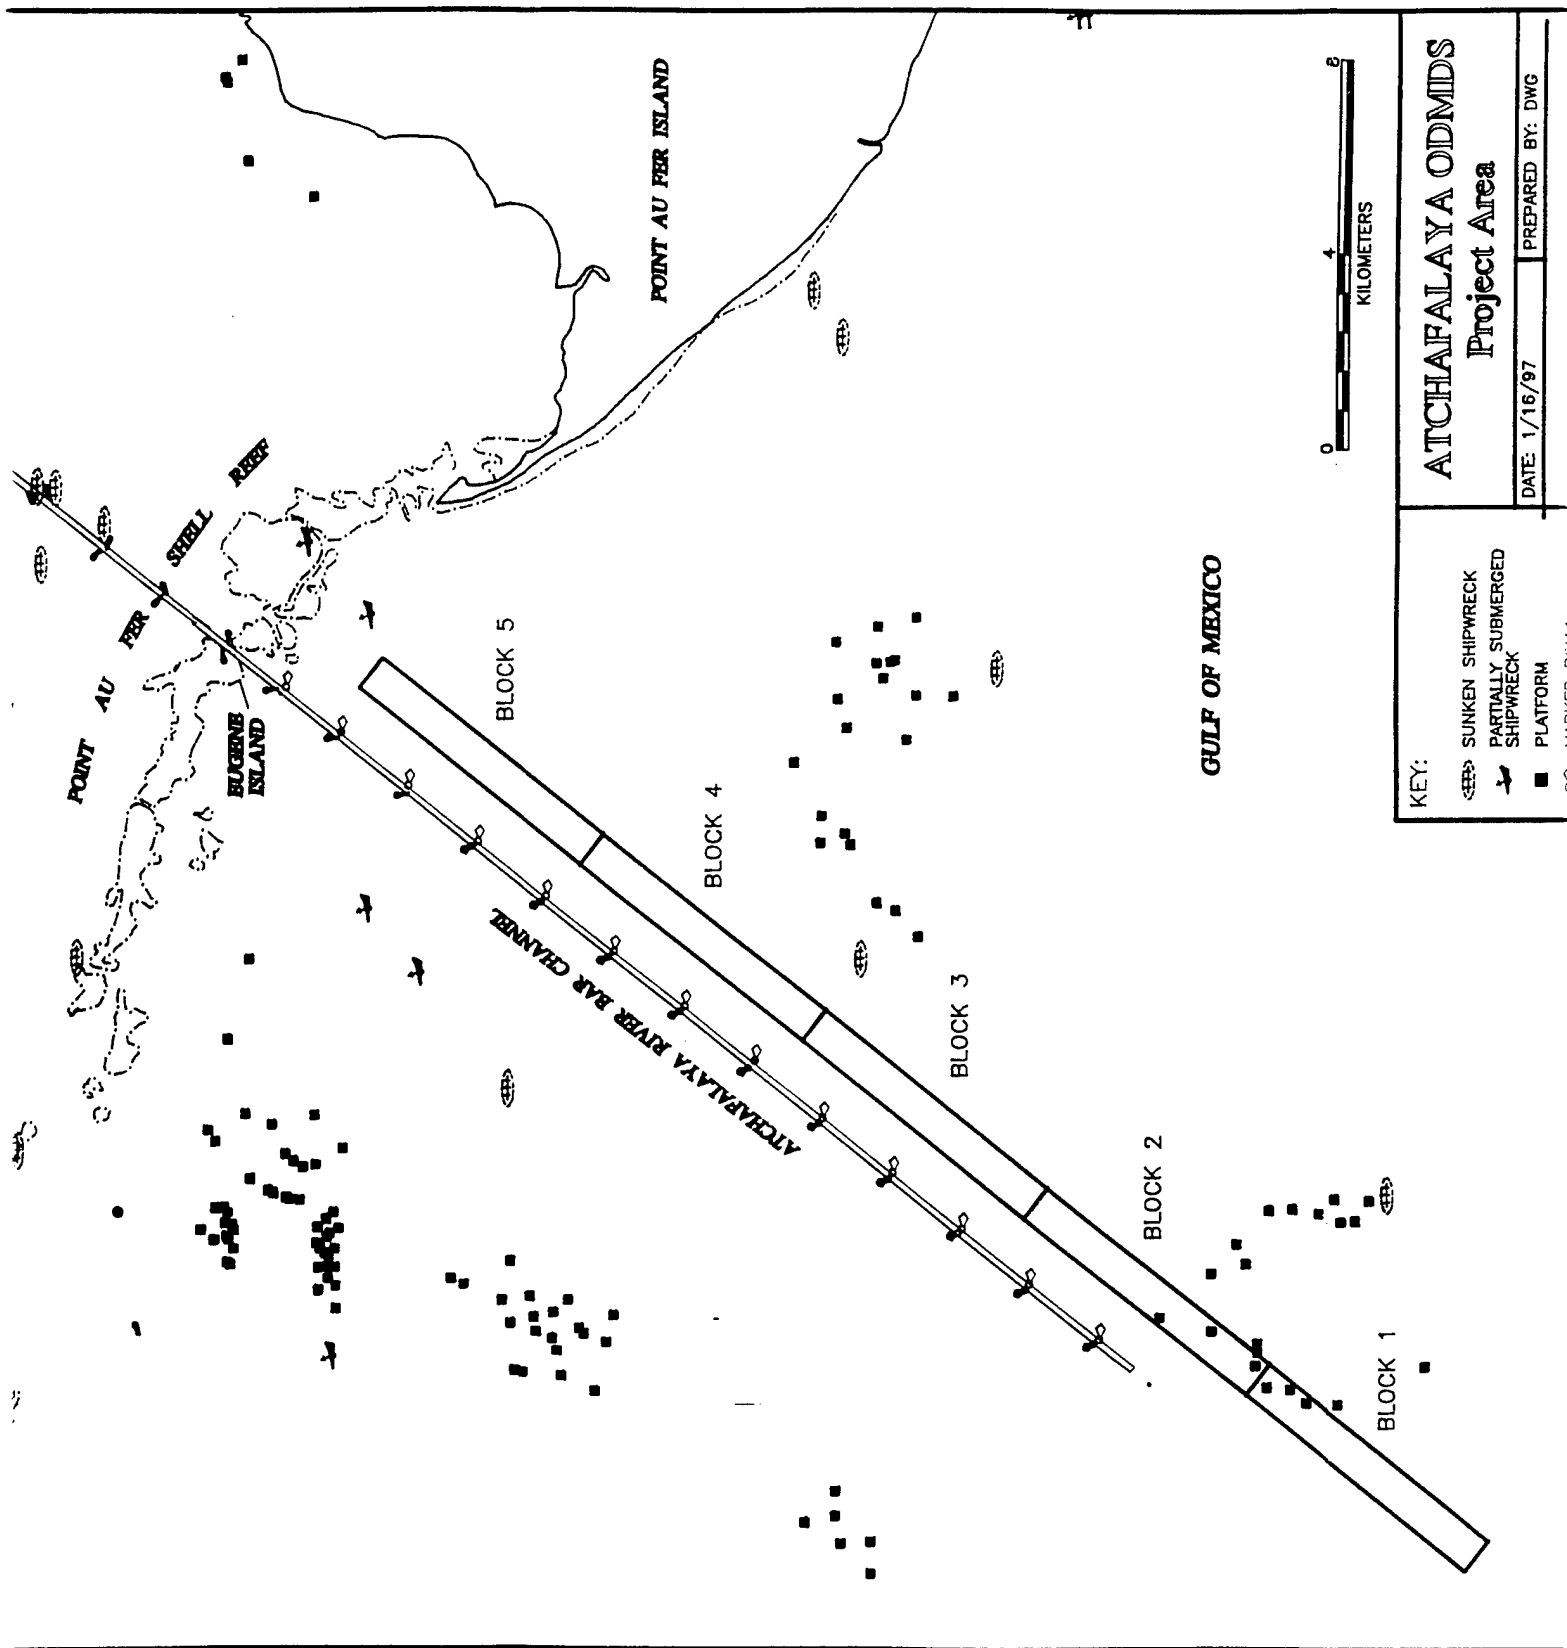 POINT AU FER SHELL REEF
POINT AU FER ISLAND
EUGENE
ISLAND
ATCHAFALAYA RIVER BAR CHANNEL
BLOCK 5
BLOCK 4
BLOCK 3
BLOCK 2
BLOCK 1
GULF OF MEXICO
0 4 8
KILOMETERS
KEY:
SUNKEN SHIPWRECK
PARTIALLY SUBMERGED
SHIPWRECK
PLATFORM
ATCHAFALAYA ODMDS
Project Area
DATE: 1/16/97
PREPARED BY: DWG